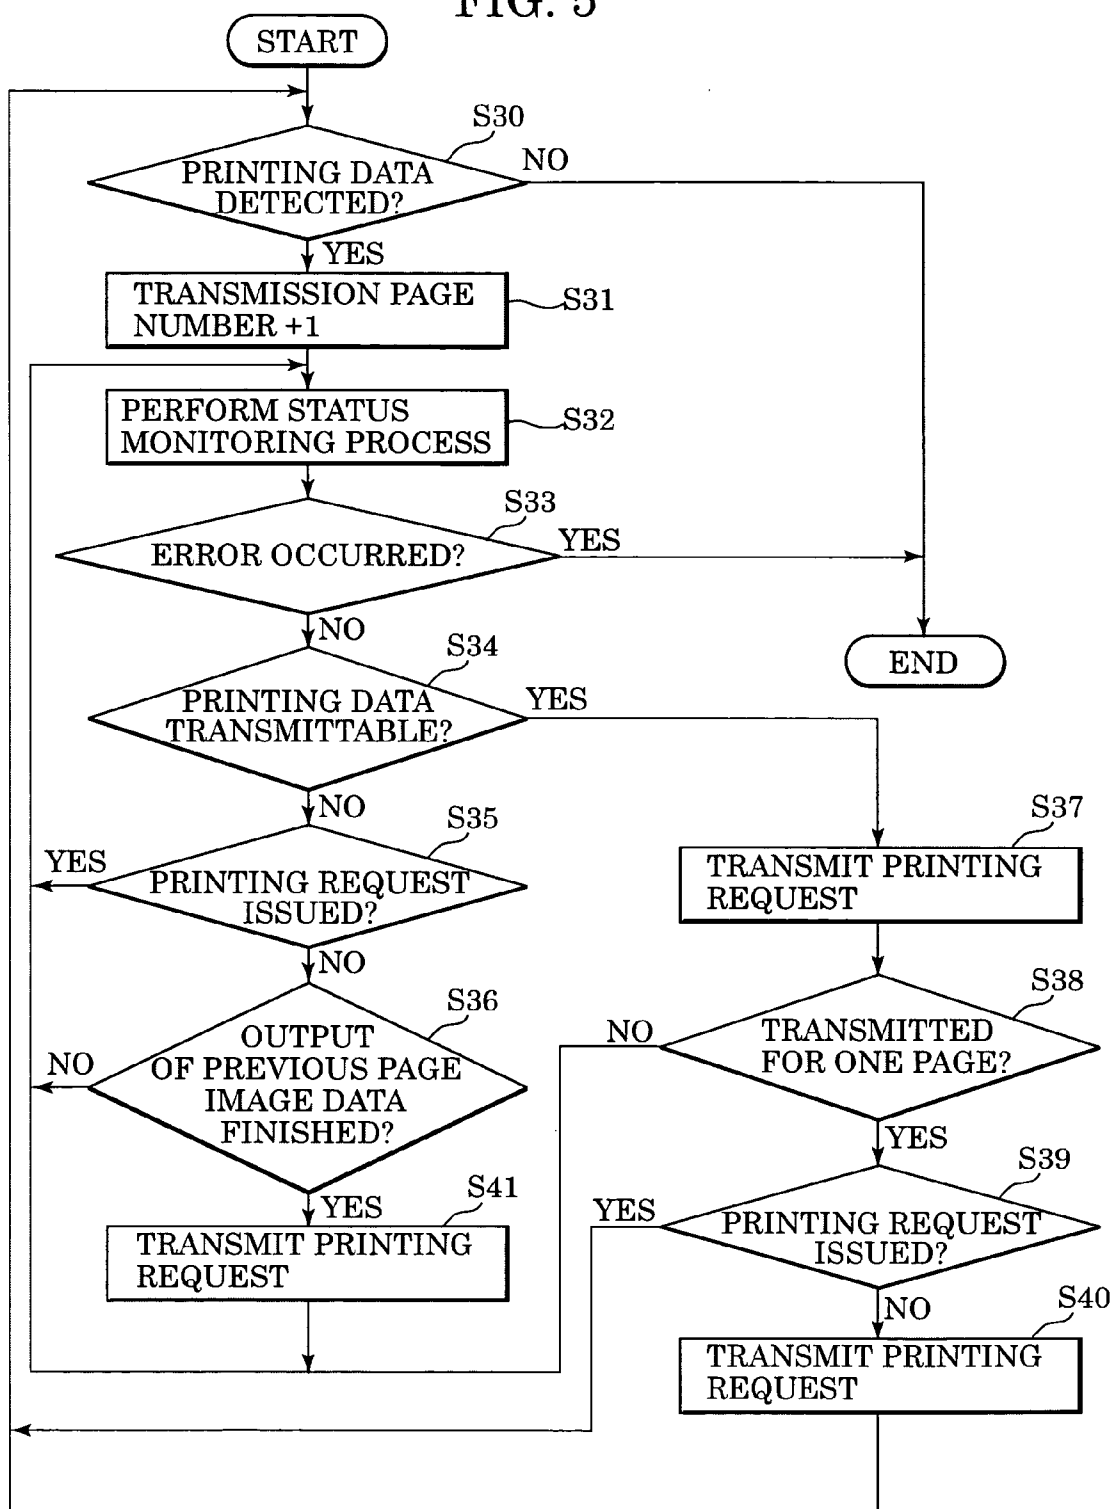 FIG. 5
START
S30
PRINTING DATA
DETECTED?
NO
YES
TRANSMISSION PAGE
NUMBER +1
S31
PERFORM STATUS
MONITORING PROCESS
S32
S33
ERROR OCCURRED?
YES
NO
END
S34
PRINTING DATA
TRANSMITTABLE?
YES
NO
S35
YES
PRINTING REQUEST
ISSUED?
NO
S36
OUTPUT
OF PREVIOUS PAGE
IMAGE DATA
FINISHED?
NO
YES
S41
TRANSMIT PRINTING
REQUEST
S37
TRANSMIT PRINTING
REQUEST
S38
NO
TRANSMITTED
FOR ONE PAGE?
YES
S39
YES
PRINTING REQUEST
ISSUED?
NO
S40
TRANSMIT PRINTING
REQUEST